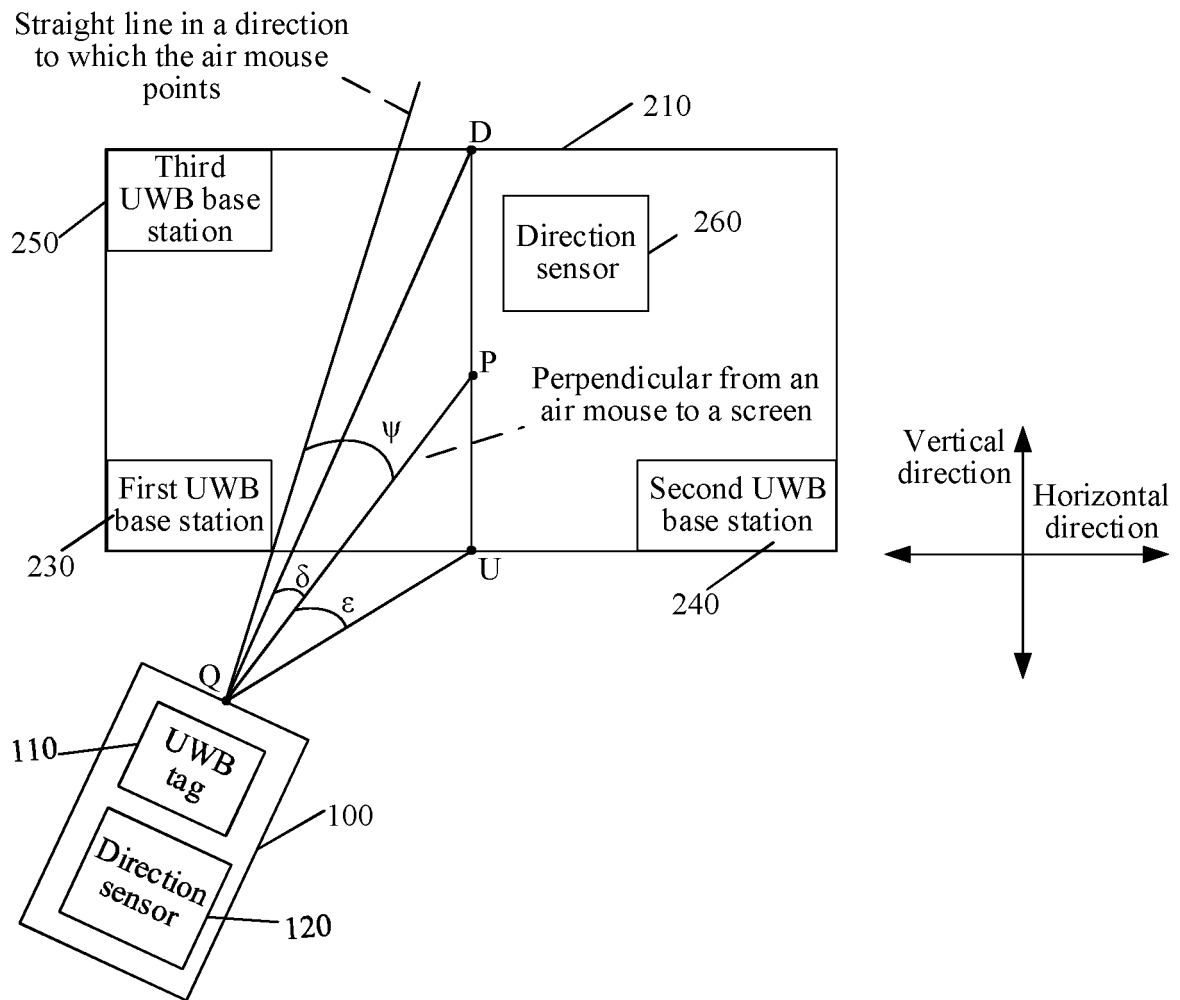 Straight line in a direction
to which the air mouse
points
210
D
Third
UWB base
station
250
Direction
sensor
260
P
Perpendicular from an
air mouse to a screen
ψ
Vertical
direction
Horizontal
direction
First UWB
base station
Second UWB
base station
230
U
240
δ
ε
Q
110
UWB
tag
100
Direction
sensor
120